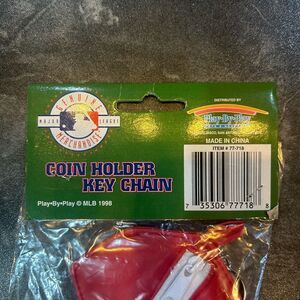 GENUINE
MAJOR LEAGUE
MERCHANDISE
COIN HOLDER
KEY CHAIN
Play•By•Play © MLB 1998
DISTRIBUTED BY
Play-By-Play
MADE IN CHINA
ITEM # 77-718
7 35306 77718 8